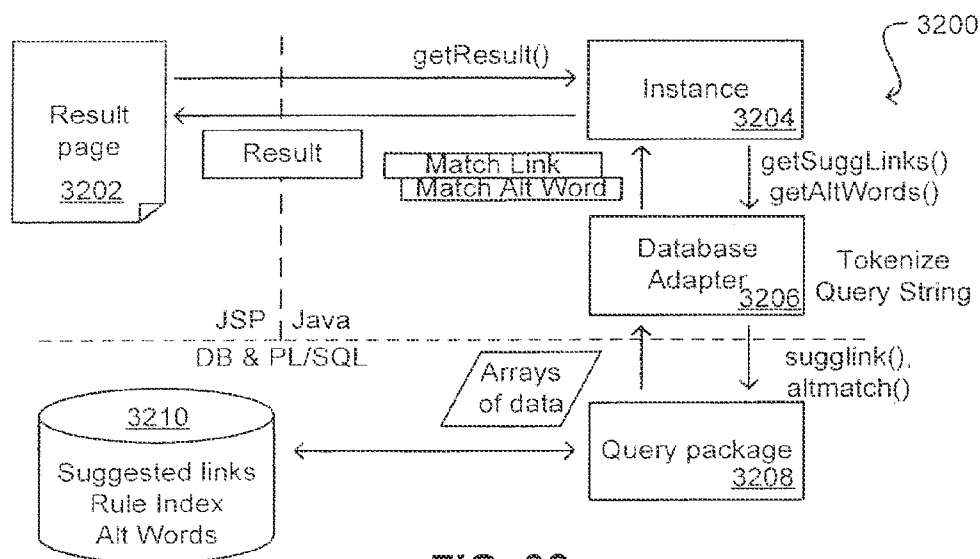 3200
getResult()
Result
page
3202
Instance
3204
Result
Match Link
Match Alt Word
getSuggLinks()
getAltWords()
Database
Adapter
3206
Tokenize
Query String
JSP
Java
DB & PL/SQL
Arrays
of data
sugglink(),
altmatch()
3210
Suggested links
Rule Index
Alt Words
Query package
3208